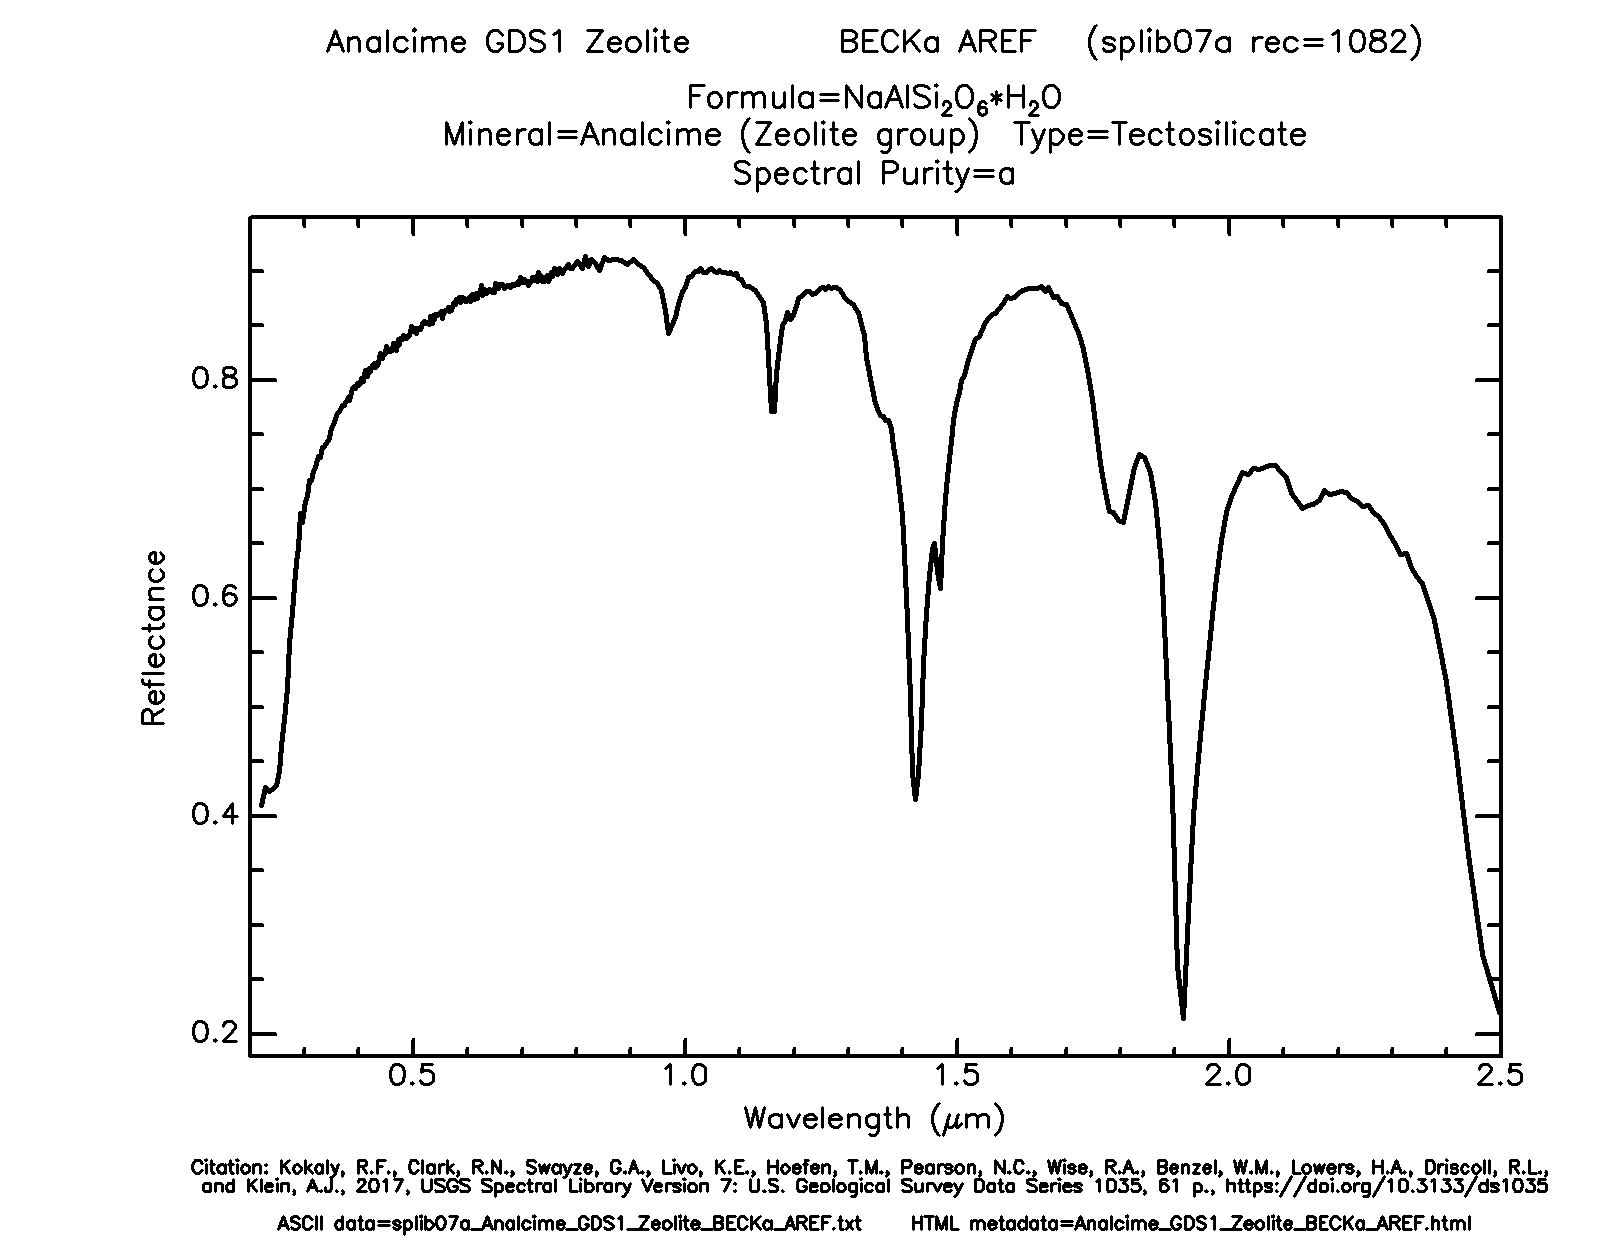 Analcime GDS1 Zeolite BECKa AREF (splib07a rec=1082)
Formula=NaAlSi₂O₆*H₂O
Mineral=Analcime (Zeolite group) Type=Tectosilicate
Spectral Purity=a
0.8
0.6
0.4
0.2
Reflectance
0.5 1.0 1.5 2.0 2.5
Wavelength (μm)
Citation: Kokaly, R.F., Clark, R.N., Swayze, G.A., Livo, K.E., Hoefen, T.M., Pearson, N.C., Wise, R.A., Benzel, W.M., Lowers, H.A., Driscoll, R.L.,
and Klein, A.J., 2017, USGS Spectral Library Version 7: U.S. Geological Survey Data Series 1035, 61 p., https://doi.org/10.3133/ds1035
ASCII data=splib07a_Analcime_GDS1_Zeolite_BECKa_AREF.txt HTML metadata=Analcime_GDS1_Zeolite_BECKa_AREF.html